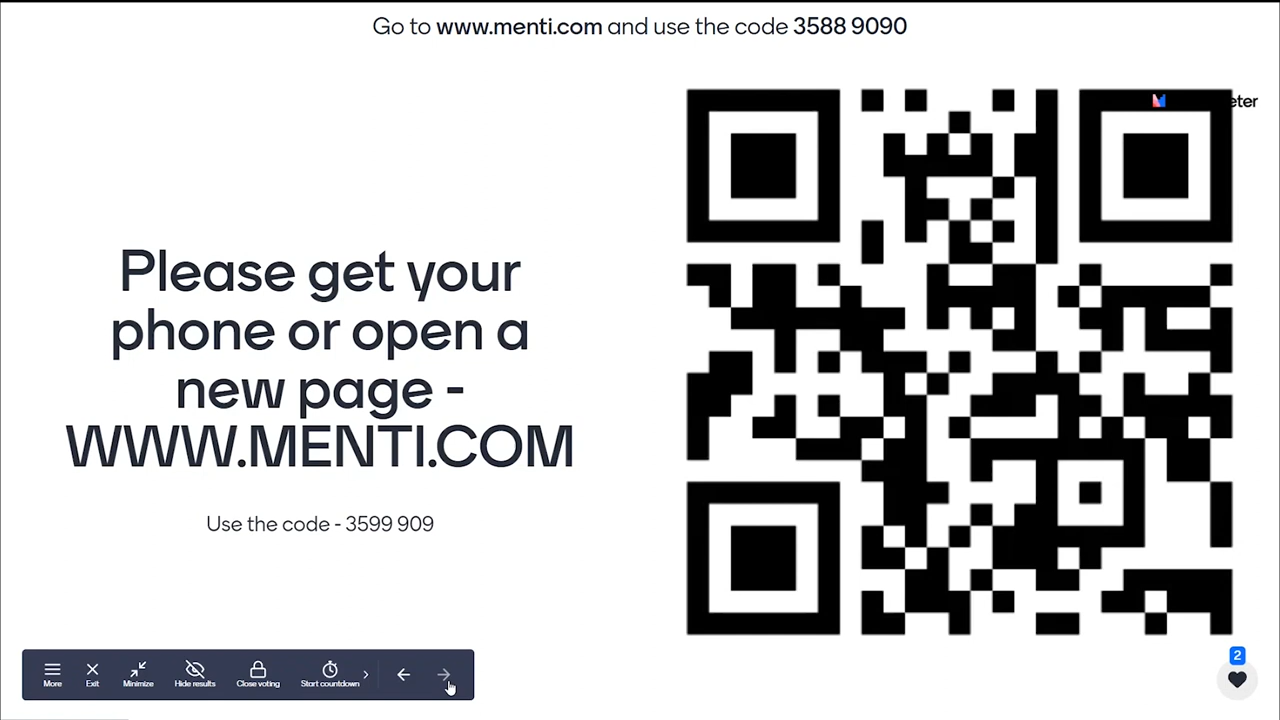 Go to www.menti.com and use the code 3588 9090
eter
Please get your
phone or open a
new page -
WWW.MENTI.COM
Use the code - 3599 909
More
Exit
Minimize
Hide results
Close voting
Start countdown
2